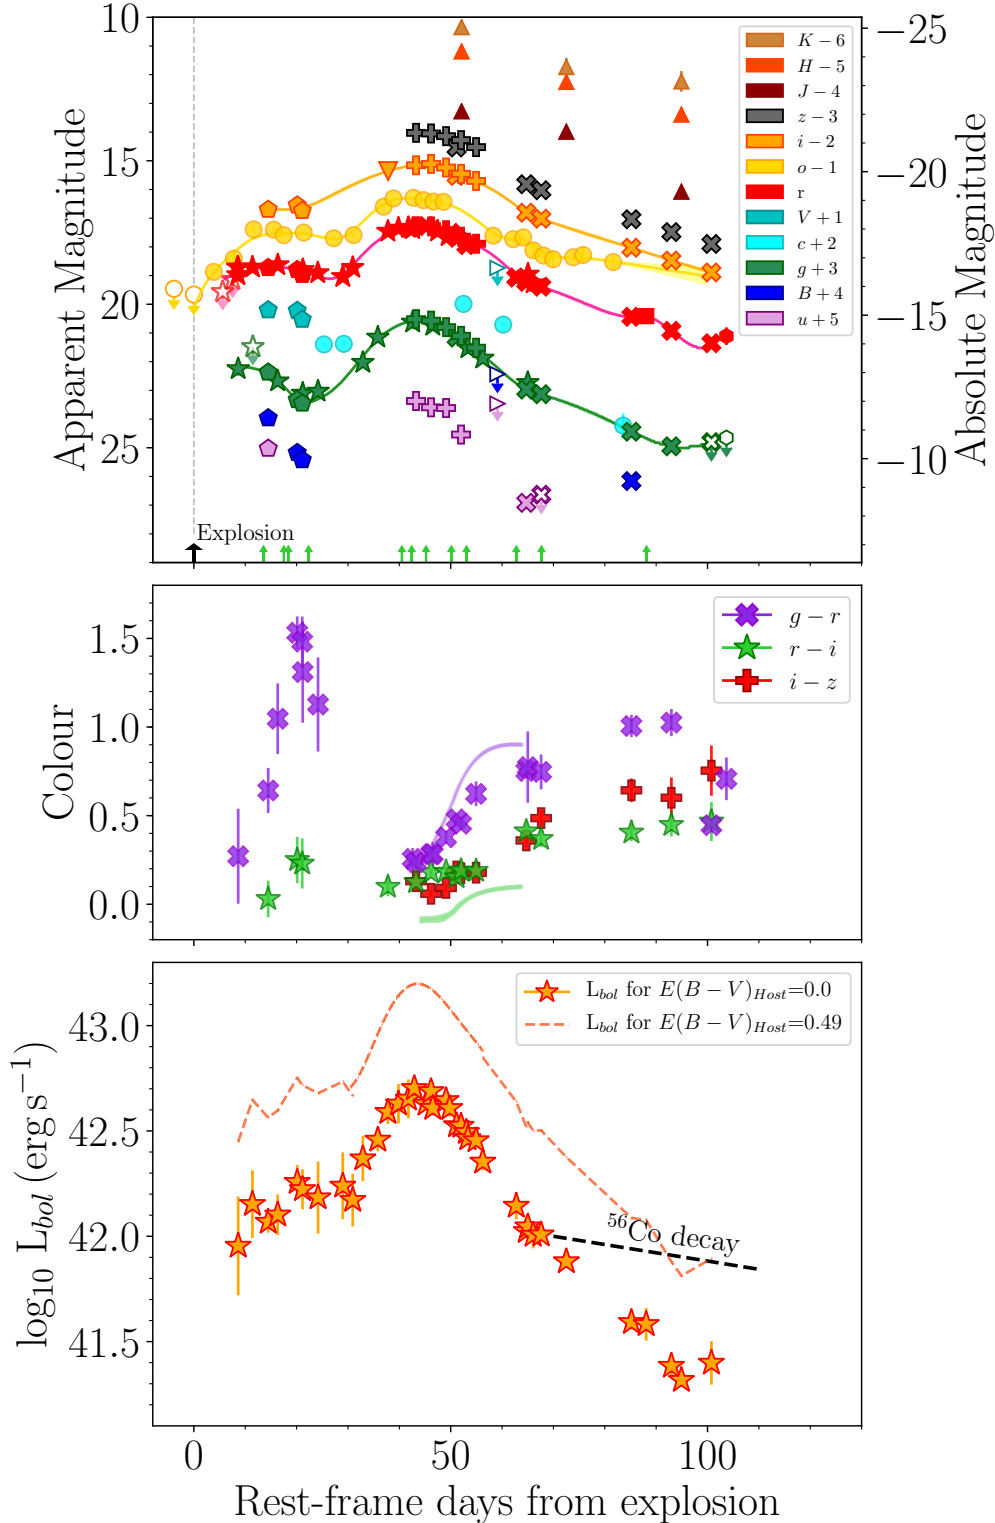 10
15
20
25
Apparent Magnitude
−25
−20
−15
−10
Absolute Magnitude
K − 6
H − 5
J − 4
z − 3
i − 2
o − 1
r
V + 1
c + 2
g + 3
B + 4
u + 5
Explosion
1.5
1.0
0.5
0.0
Colour
g − r
r − i
i − z
43.0
42.5
42.0
41.5
log10 Lbol (erg s−1)
Lbol for E(B − V)Host=0.0
Lbol for E(B − V)Host=0.49
56Co decay
0
50
100
Rest-frame days from explosion